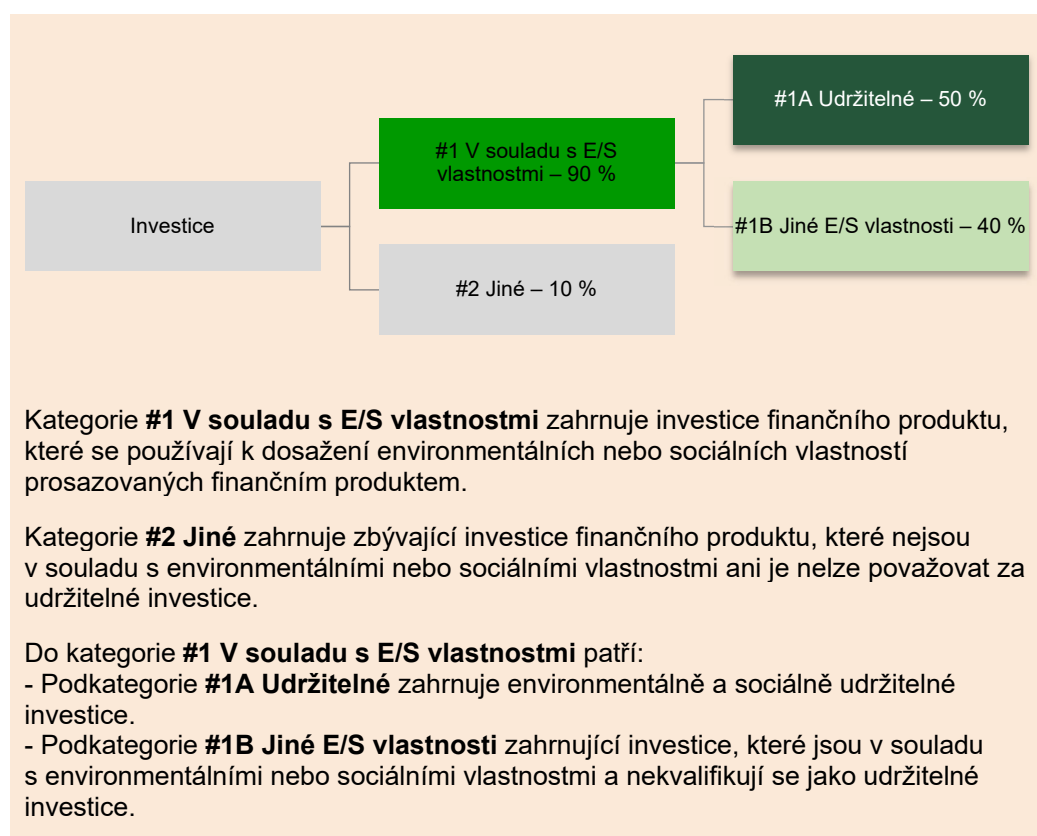 #1A Udržitelné – 50 %
#1 V souladu s E/S
vlastnostmi – 90 %
Investice
#1B Jiné E/S vlastnosti – 40 %
#2 Jiné – 10 %
Kategorie #1 V souladu s E/S vlastnostmi zahrnuje investice finančního produktu,
které se používají k dosažení environmentálních nebo sociálních vlastností
prosazovaných finančním produktem.
Kategorie #2 Jiné zahrnuje zbývající investice finančního produktu, které nejsou
v souladu s environmentálními nebo sociálními vlastnostmi ani je nelze považovat za
udržitelné investice.
Do kategorie #1 V souladu s E/S vlastnostmi patří:
- Podkategorie #1A Udržitelné zahrnuje environmentálně a sociálně udržitelné
investice.
- Podkategorie #1B Jiné E/S vlastnosti zahrnující investice, které jsou v souladu
s environmentálními nebo sociálními vlastnostmi a nekvalifikují se jako udržitelné
investice.